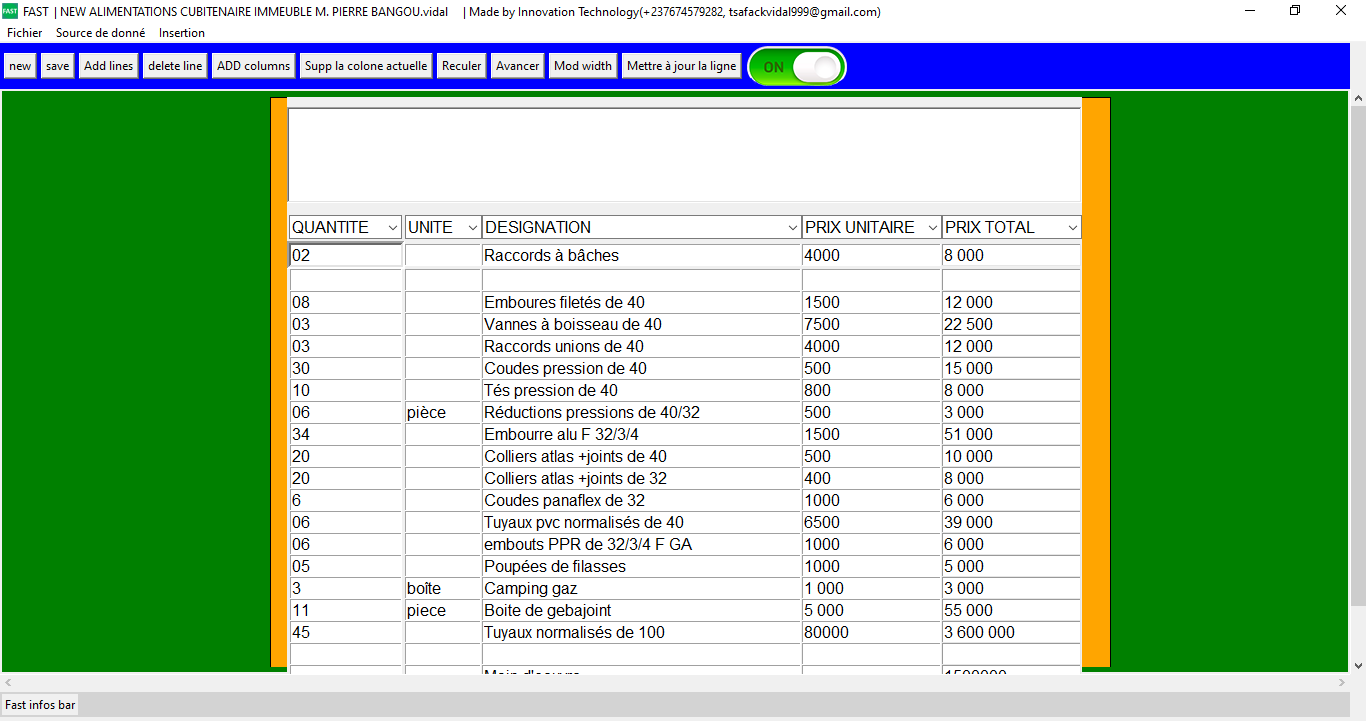 FAST FAST | NEW ALIMENTATIONS CUBITENAIRE IMMEUBLE M. PIERRE BANGOU.vidal | Made by Innovation Technology(+237674579282, tsafackvidal999@gmail.com)
Fichier Source de donné Insertion
new save Add lines delete line ADD columns Supp la colone actuelle Reculer Avancer Mod width Mettre à jour la ligne ON
QUANTITE UNITE DESIGNATION PRIX UNITAIRE PRIX TOTAL
02 Raccords à bâches 4000 8 000
08 Emboures filetés de 40 1500 12 000
03 Vannes à boisseau de 40 7500 22 500
03 Raccords unions de 40 4000 12 000
30 Coudes pression de 40 500 15 000
10 Tés pression de 40 800 8 000
06 pièce Réductions pressions de 40/32 500 3 000
34 Embourre alu F 32/3/4 1500 51 000
20 Colliers atlas +joints de 40 500 10 000
20 Colliers atlas +joints de 32 400 8 000
6 Coudes panaflex de 32 1000 6 000
06 Tuyaux pvc normalisés de 40 6500 39 000
06 embouts PPR de 32/3/4 F GA 1000 6 000
05 Poupées de filasses 1000 5 000
3 boîte Camping gaz 1 000 3 000
11 piece Boite de gebajoint 5 000 55 000
45 Tuyaux normalisés de 100 80000 3 600 000
Fast infos bar